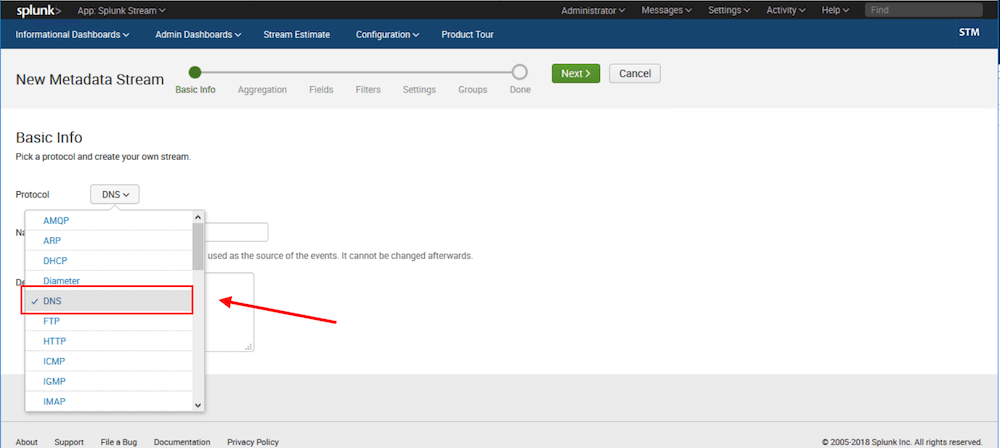 splunk> App: Splunk Stream Administrator Messages Settings Activity Help Find
Informational Dashboards Admin Dashboards Stream Estimate Configuration Product Tour STM
New Metadata Stream
Basic Info Aggregation Fields Filters Settings Groups Done
Next > Cancel
Basic Info
Pick a protocol and create your own stream.
Protocol DNS
AMQP
Na
ARP
used as the source of the events. It cannot be changed afterwards.
DHCP
De
Diameter
DNS
FTP
HTTP
ICMP
IGMP
IMAP
About Support File a Bug Documentation Privacy Policy © 2005-2018 Splunk Inc. All rights reserved.